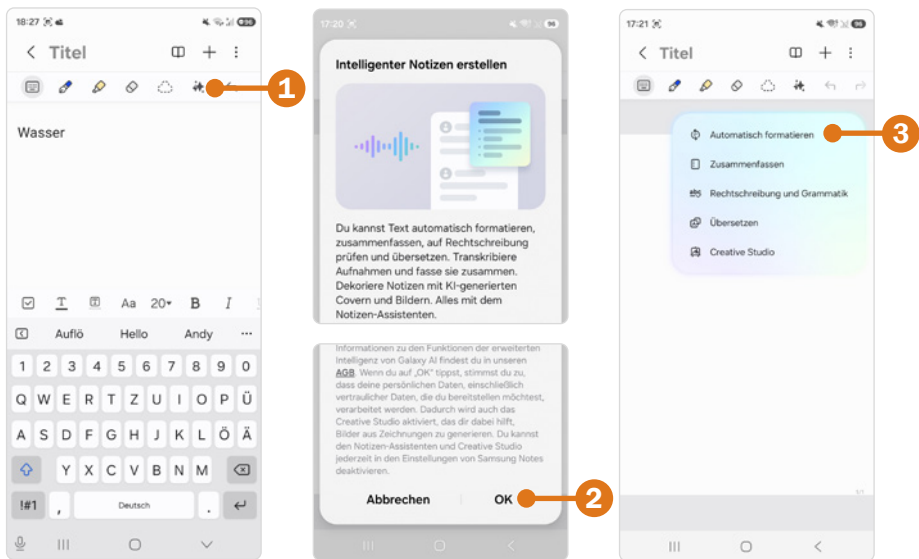 18:27
Titel
1
Wasser
T T Aa 20 B I
Auflö Hello Andy
1 2 3 4 5 6 7 8 9 0
Q W E R T Z U I O P Ü
A S D F G H J K L Ö Ä
Y X C V B N M
!#1 , Deutsch .
17:20
Intelligenter Notizen erstellen
Du kannst Text automatisch formatieren,
zusammenfassen, auf Rechtschreibung
prüfen und übersetzen. Transkribiere
Aufnahmen und fasse sie zusammen.
Dekoriere Notizen mit KI-generierten
Covern und Bildern. Alles mit dem
Notizen-Assistenten.
Informationen zu den Funktionen der erweiterten
Intelligenz von Galaxy AI findest du in unseren
AGB. Wenn du auf „OK" tippst, stimmst du zu,
dass deine persönlichen Daten, einschließlich
vertraulicher Daten, die du bereitstellen möchtest,
verarbeitet werden. Dadurch wird auch das
Creative Studio aktiviert, das dir dabei hilft,
Bilder aus Zeichnungen zu generieren. Du kannst
den Notizen-Assistenten und Creative Studio
jederzeit in den Einstellungen von Samsung Notes
deaktivieren.
Abbrechen OK
2
17:21
Titel
Automatisch formatieren
3
Zusammenfassen
Rechtschreibung und Grammatik
Übersetzen
Creative Studio
1/1